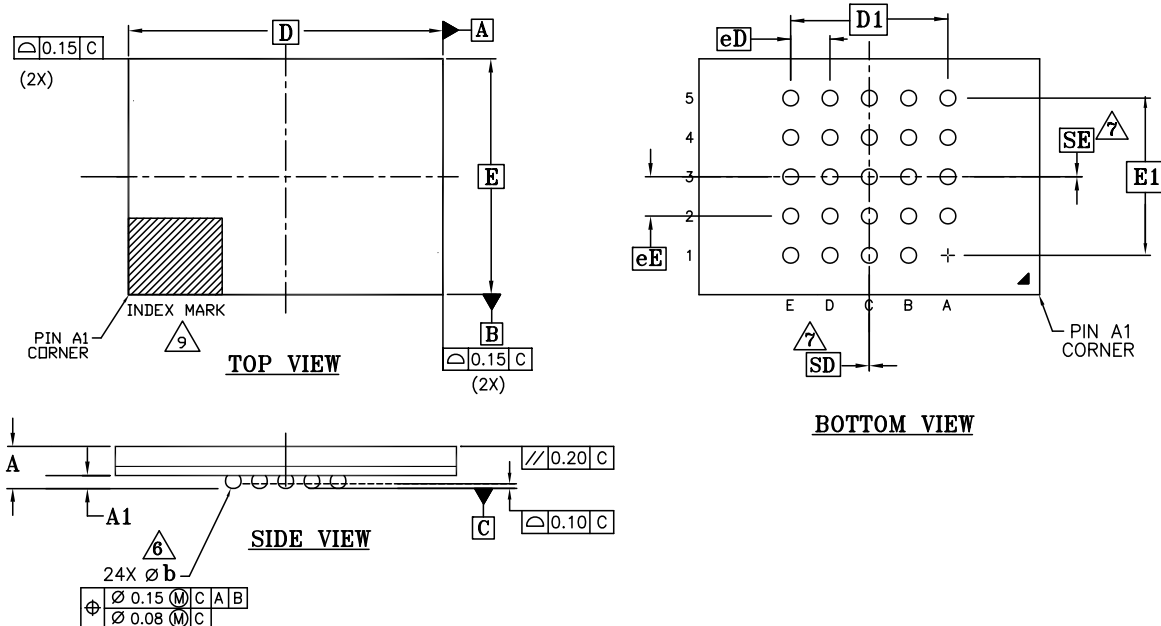 D
A
⌓ 0.15 C
(2X)
E
INDEX MARK
9
PIN A1
CORNER
B
⌓ 0.15 C
(2X)
TOP VIEW
D1
eD
5
4
3
2
1
SE
7
E1
eE
E D C B A
7
SD
PIN A1
CORNER
BOTTOM VIEW
A
A1
// 0.20 C
C
⌓ 0.10 C
SIDE VIEW
6
24X Ø b
⌖ Ø 0.15 Ⓜ C A B
Ø 0.08 Ⓜ C